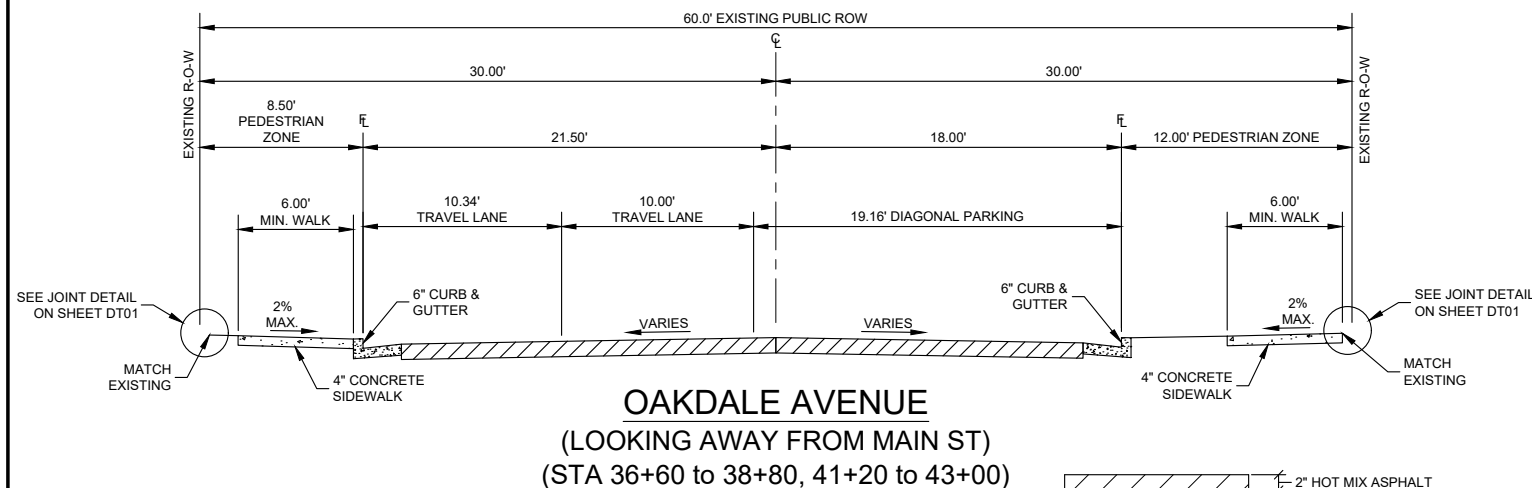 60.0' EXISTING PUBLIC ROW
℄
30.00'
30.00'
EXISTING R-O-W
EXISTING R-O-W
8.50'
PEDESTRIAN
ZONE
FL
21.50'
18.00'
FL
12.00' PEDESTRIAN ZONE
6.00'
MIN. WALK
10.34'
TRAVEL LANE
10.00'
TRAVEL LANE
19.16' DIAGONAL PARKING
6.00'
MIN. WALK
SEE JOINT DETAIL
ON SHEET DT01
2%
MAX.
6" CURB &
GUTTER
VARIES
VARIES
6" CURB &
GUTTER
2%
MAX.
SEE JOINT DETAIL
ON SHEET DT01
MATCH
EXISTING
4" CONCRETE
SIDEWALK
4" CONCRETE
SIDEWALK
MATCH
EXISTING
OAKDALE AVENUE
(LOOKING AWAY FROM MAIN ST)
(STA 36+60 to 38+80, 41+20 to 43+00)
2" HOT MIX ASPHALT